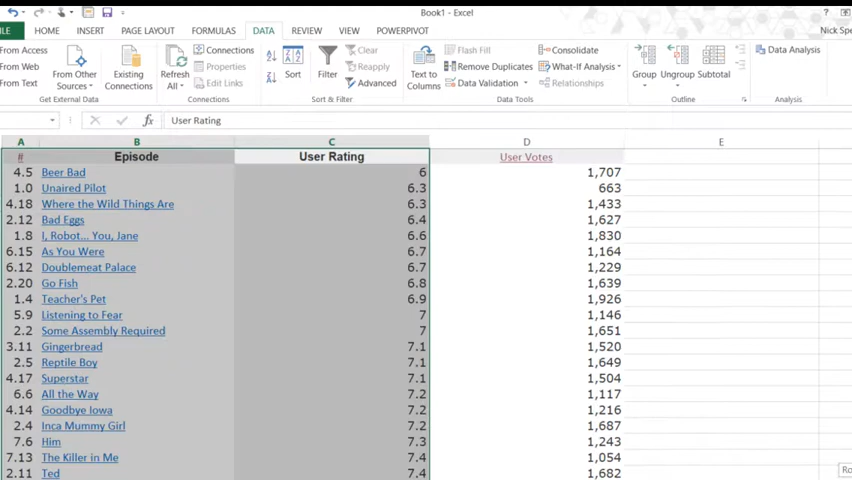 Book1 - Excel
?
ILE HOME INSERT PAGE LAYOUT FORMULAS DATA REVIEW VIEW POWERPIVOT Nick Spe
From Access
From Web
From Text
From Other
Sources
Get External Data
Existing
Connections
Refresh
All
Connections
Properties
Edit Links
Connections
A Z
Z A
Sort
Filter
Clear
Reapply
Advanced
Sort & Filter
Text to
Columns
Flash Fill
Remove Duplicates
Data Validation
Consolidate
What-If Analysis
Relationships
Data Tools
Group
Ungroup
Subtotal
Outline
Data Analysis
Analysis
fx User Rating
A B C D E
# Episode User Rating User Votes
4.5 Beer Bad 6 1,707
1.0 Unaired Pilot 6.3 663
4.18 Where the Wild Things Are 6.3 1,433
2.12 Bad Eggs 6.4 1,627
1.8 I, Robot... You, Jane 6.6 1,830
6.15 As You Were 6.7 1,164
6.12 Doublemeat Palace 6.7 1,229
2.20 Go Fish 6.8 1,639
1.4 Teacher's Pet 6.9 1,926
5.9 Listening to Fear 7 1,146
2.2 Some Assembly Required 7 1,651
3.11 Gingerbread 7.1 1,520
2.5 Reptile Boy 7.1 1,649
4.17 Superstar 7.1 1,504
6.6 All the Way 7.2 1,117
4.14 Goodbye Iowa 7.2 1,216
2.4 Inca Mummy Girl 7.2 1,687
7.6 Him 7.3 1,243
7.13 The Killer in Me 7.4 1,054
2.11 Ted 7.4 1,682
Ro